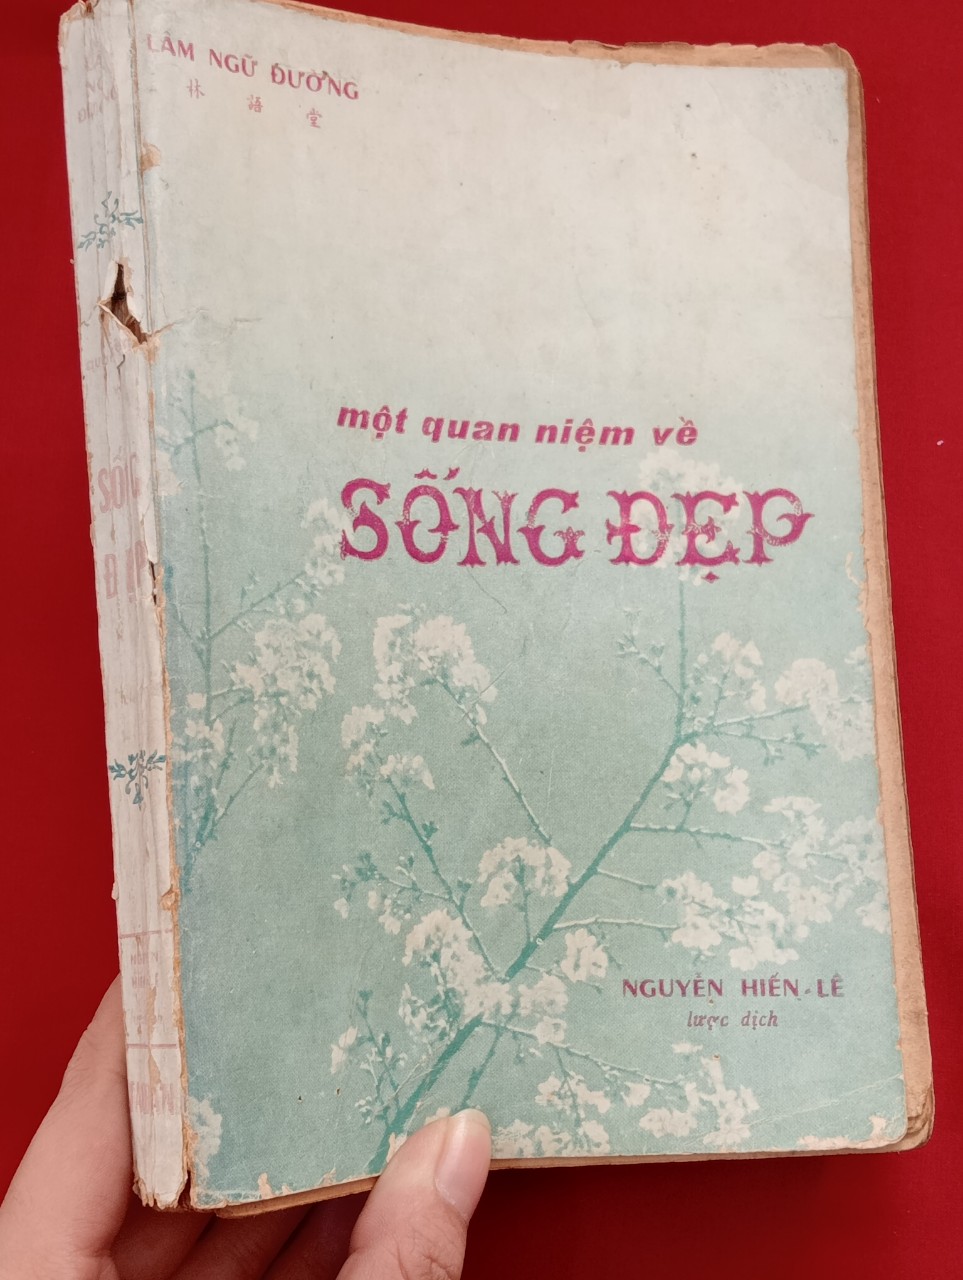 LÂM NGỮ ĐƯỜNG
林語堂
một quan niệm về
SỐNG ĐẸP
NGUYỄN HIẾN LÊ
lược dịch